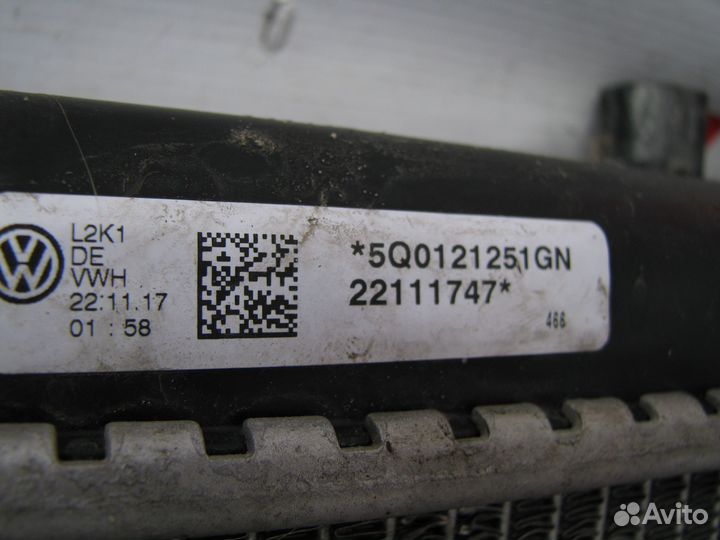 L2K1
DE
VWH
22:11.17
01 : 58
*5Q0121251GN
22111747*
466
Avito